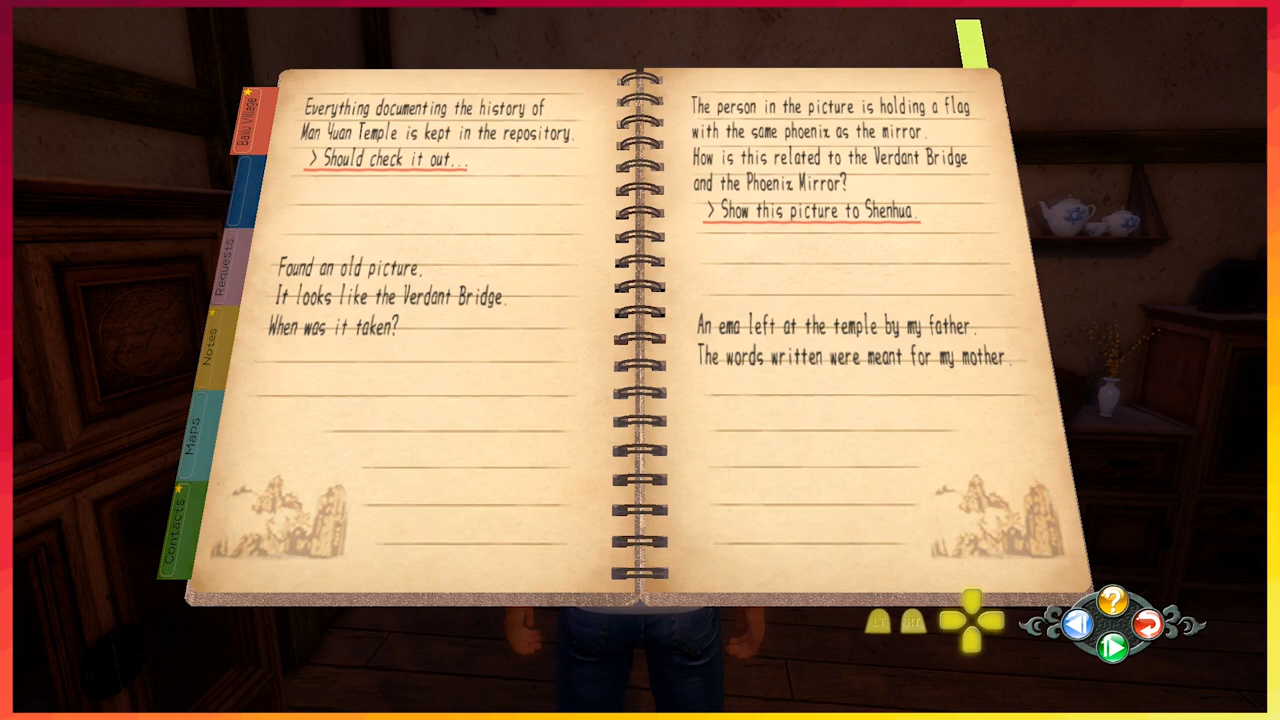 Everything documenting the history of
Man Yuan Temple is kept in the repository.
> Should check it out...
Found an old picture.
It looks like the Verdant Bridge.
When was it taken?
The person in the picture is holding a flag
with the same phoenix as the mirror.
How is this related to the Verdant Bridge
and the Phoenix Mirror?
> Show this picture to Shenhua.
An ema left at the temple by my father.
The words written were meant for my mother.
Bailu Village
Requests
Notes
Maps
Contacts
LT
RT
?